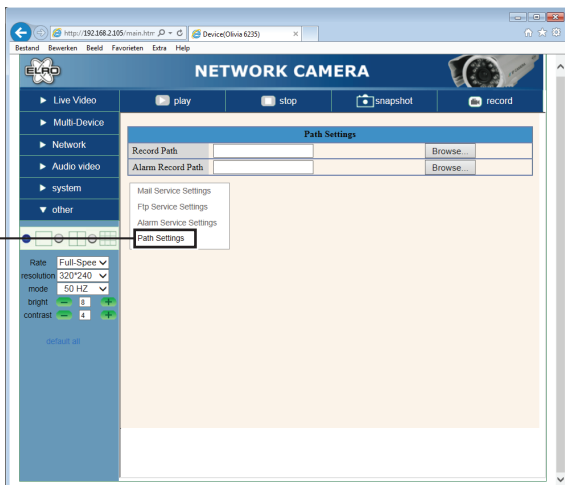 http://192.168.2.105/main.htm
Device(Olivia 6235)
Bestand Bewerken Beeld Favorieten Extra Help
ELRO
NETWORK CAMERA
Live Video
play
stop
snapshot
record
Multi-Device
Network
Audio video
system
other
Path Settings
Record Path
Browse...
Alarm Record Path
Browse...
Mail Service Settings
Ftp Service Settings
Alarm Service Settings
Path Settings
Rate Full-Spee
resolution 320*240
mode 50 HZ
bright 8
contrast 4
default all